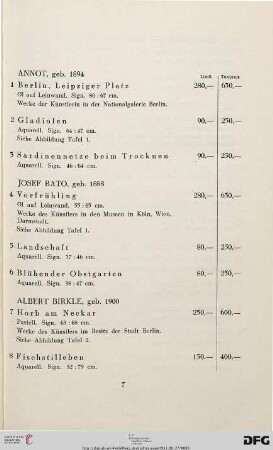 Limit Taxwert
ANNOT, geb. 1894
1 Berlin, Leipziger Platz 280,— 650,—
Öl auf Leinwand. Sign. 80 : 67 cm.
Werke der Künstlerin in der Nationalgalerie Berlin.
2 Gladiolen 90,— 250,—
Aquarell. Sign. 64 : 47 cm.
Siehe Abbildung Tafel 1.
3 Sardinennetze beim Trocknen 90,— 250,—
Aquarell. Sign. 46 : 64 cm.
JOSEF BATO, geb. 1888
4 Vorfrühling 280,— 650,—
Öl auf Leinwand. 55 : 65 cm.
Werke des Künstlers in den Museen in Köln, Wien,
Darmstadt.
Siehe Abbildung Tafel 1.
5 Landschaft 80,— 250,—
Aquarell. Sign. 37 : 46 cm.
6 Blühender Obstgarten 80,— 250,—
Aquarell. Sign. 38 : 47 cm.
ALBERT BIRKLE, geb. 1900
7 Horb am Neckar 250,— 600,—
Pastell. Sign. 65 : 88 cm.
Werke des Künstlers im Besitz der Stadt Berlin.
Siehe Abbildung Tafel 2.
8 Fischstilleben 150,— 400,—
Aquarell. Sign. 52 : 79 cm.
7
DFG